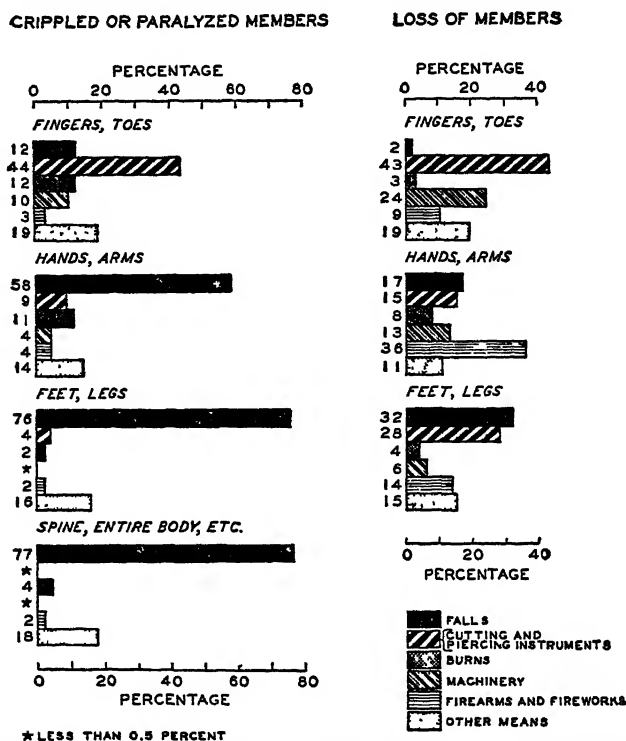 CRIPPLED OR PARALYZED MEMBERS
PERCENTAGE
0 20 40 60 80
FINGERS, TOES
12
44
12
10
3
19
HANDS, ARMS
58
9
11
4
4
14
FEET, LEGS
76
4
2
*
2
16
SPINE, ENTIRE BODY, ETC.
77
*
4
*
2
18
0 20 40 60 80
PERCENTAGE
* LESS THAN 0.5 PERCENT
LOSS OF MEMBERS
PERCENTAGE
0 20 40
FINGERS, TOES
2
43
3
24
9
19
HANDS, ARMS
17
15
8
13
36
11
FEET, LEGS
32
28
4
6
14
15
0 20 40
PERCENTAGE
FALLS
CUTTING AND
PIERCING INSTRUMENTS
BURNS
MACHINERY
FIREARMS AND FIREWORKS
OTHER MEANS